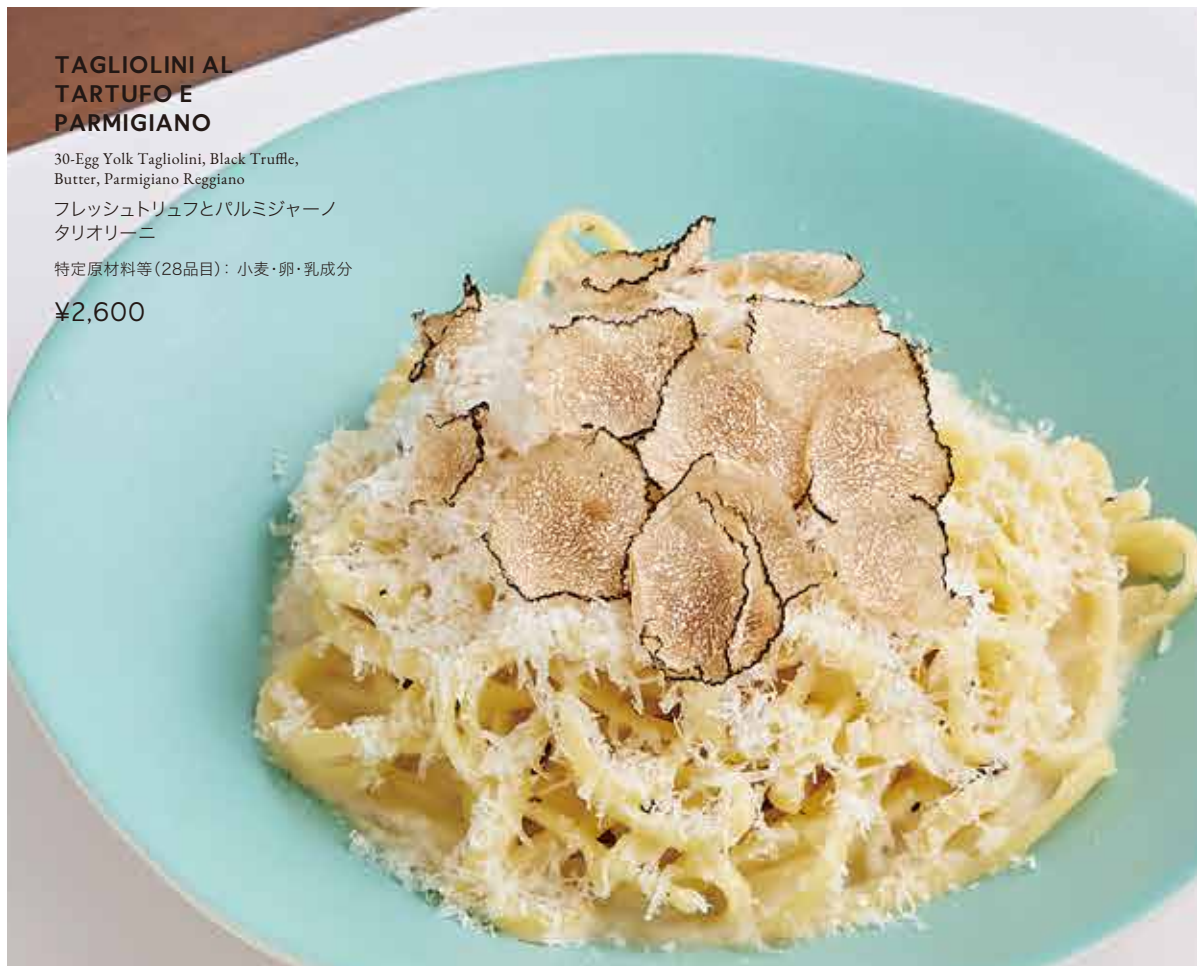 TAGLIOLINI AL
TARTUFO E
PARMIGIANO
30-Egg Yolk Tagliolini, Black Truffle,
Butter, Parmigiano Reggiano
フレッシュトリュフとパルミジャーノ
タリオリーニ
特定原材料等(28品目): 小麦・卵・乳成分
¥2,600